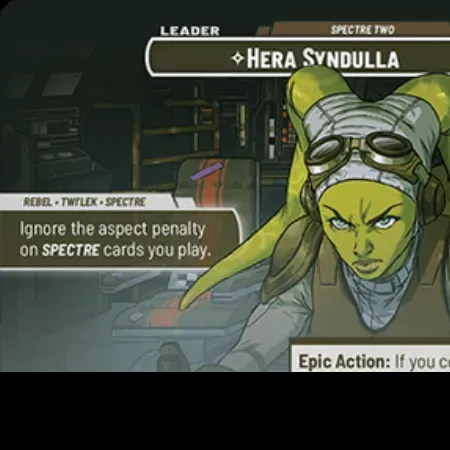 LEADER
SPECTRE TWO
HERA SYNDULLA
REBEL • TWI'LEK • SPECTRE
Ignore the aspect penalty
on SPECTRE cards you play.
Epic Action: If you